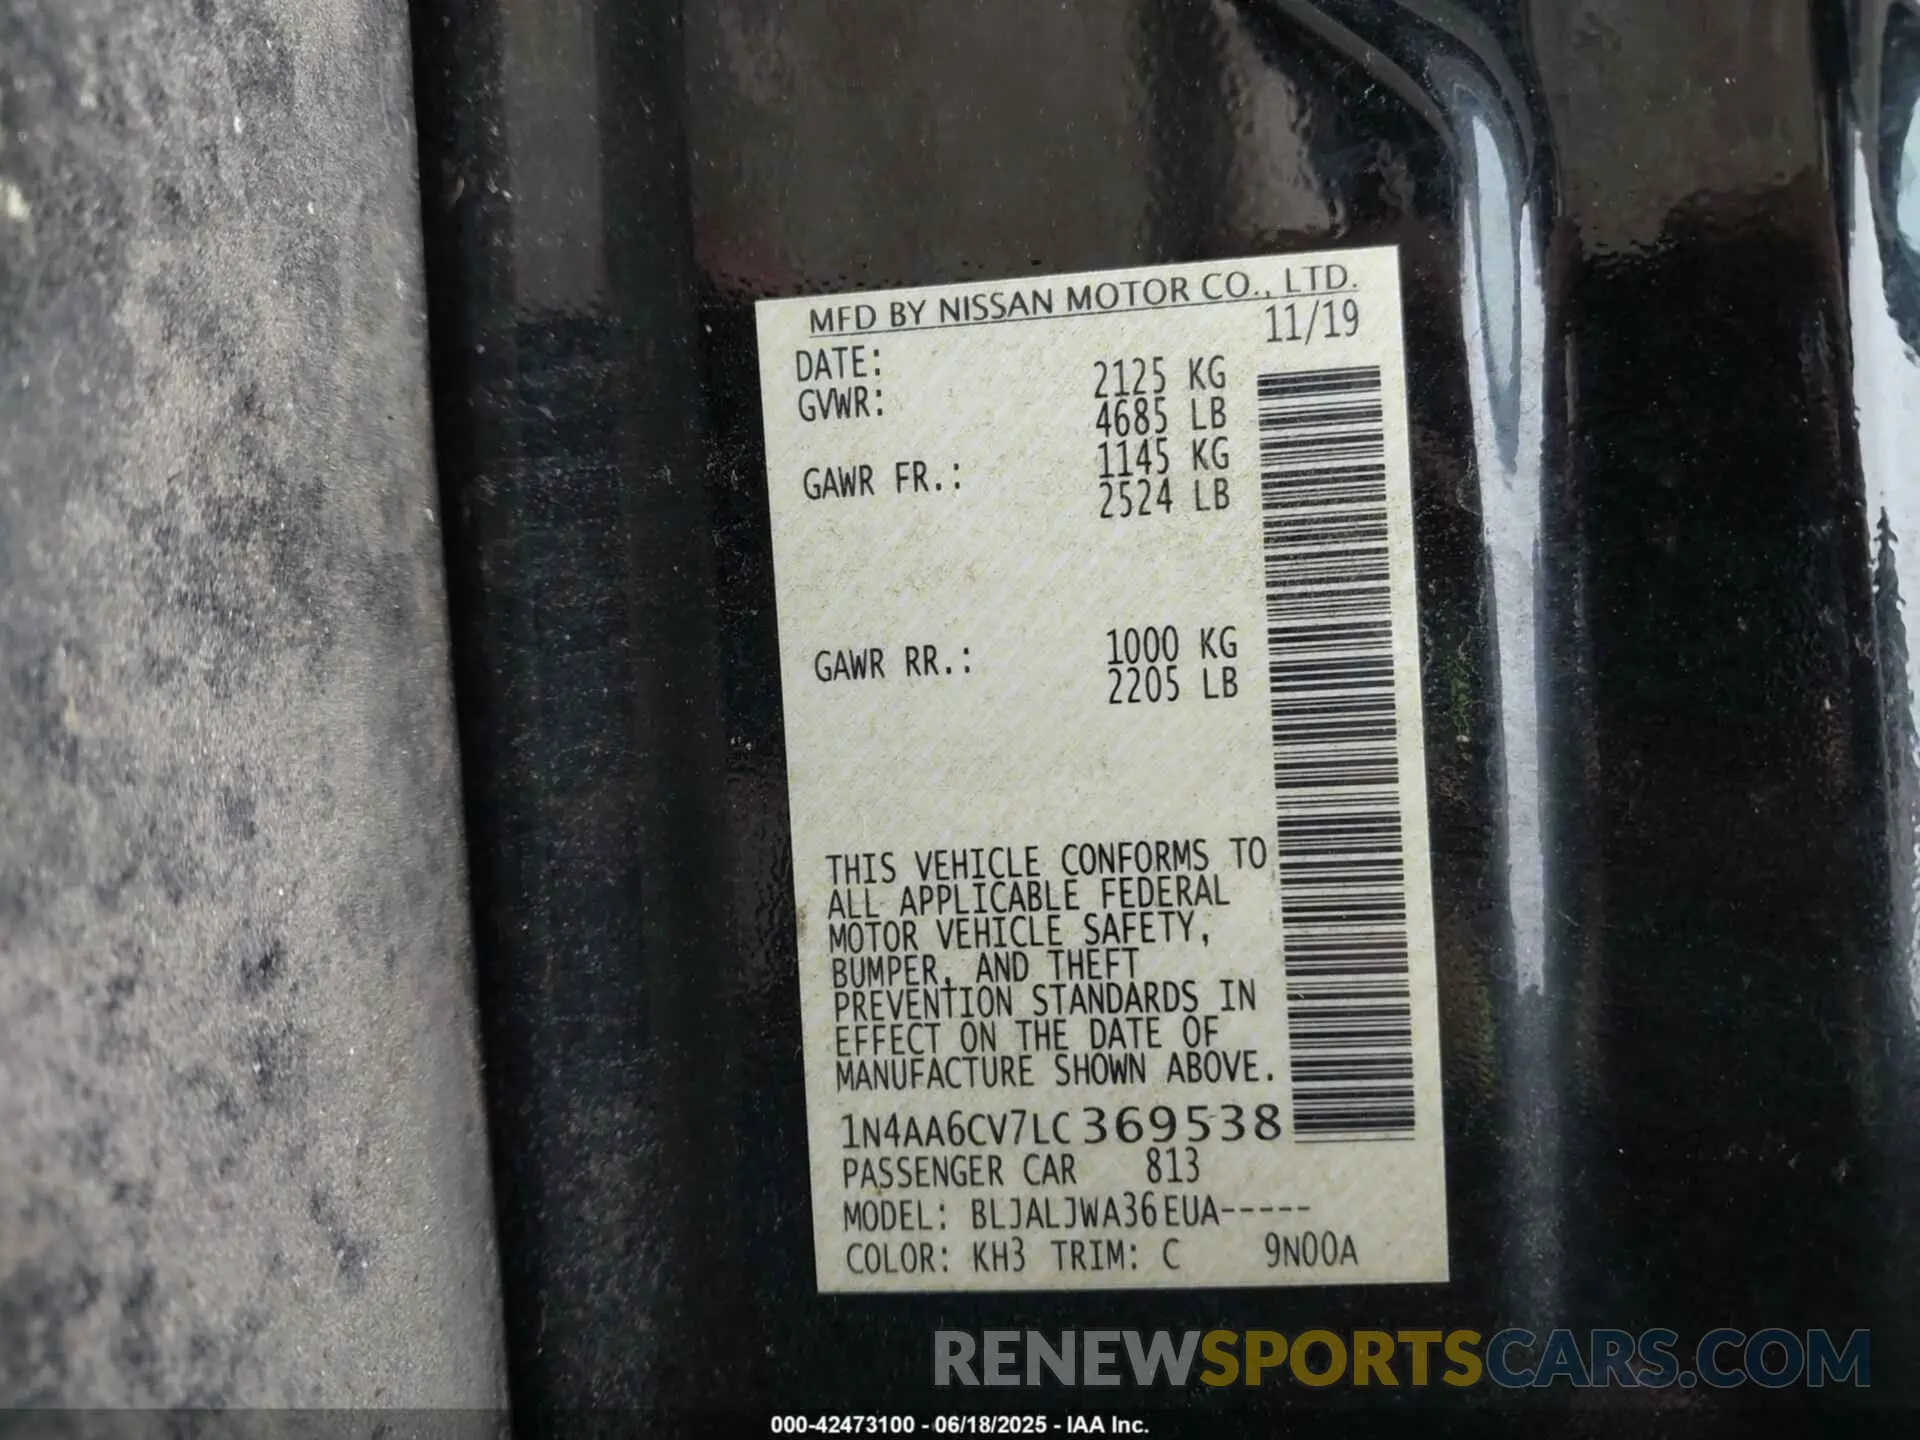 MFD BY NISSAN MOTOR CO., LTD.
DATE: 11/19
GVWR: 2125 KG
4685 LB
GAWR FR.: 1145 KG
2524 LB
GAWR RR.: 1000 KG
2205 LB
THIS VEHICLE CONFORMS TO
ALL APPLICABLE FEDERAL
MOTOR VEHICLE SAFETY,
BUMPER, AND THEFT
PREVENTION STANDARDS IN
EFFECT ON THE DATE OF
MANUFACTURE SHOWN ABOVE.
1N4AA6CV7LC369538
PASSENGER CAR 813
MODEL: BLJALJWA36EUA-----
COLOR: KH3 TRIM: C 9N00A
RENEWSPORTSCARS.COM
000-42473100 - 06/18/2025 - IAA Inc.